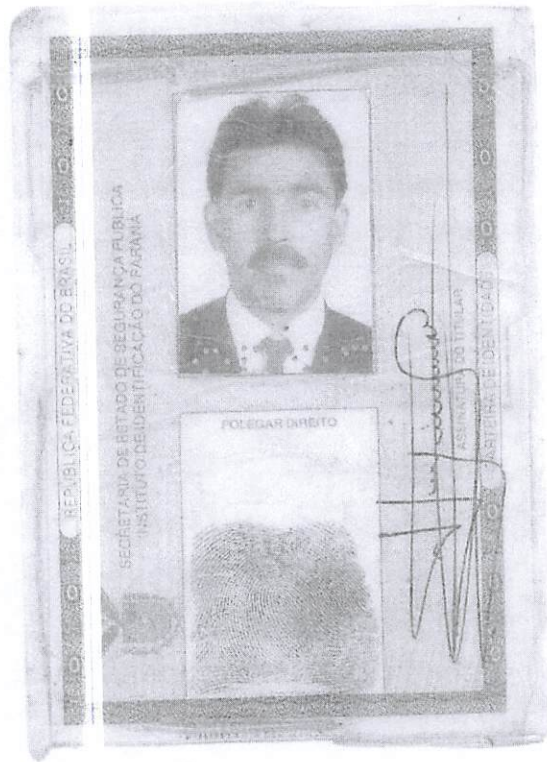 REPÚBLICA FEDERATIVA DO BRASIL
SECRETARIA DE ESTADO DE SEGURANÇA PÚBLICA
INSTITUTO DE IDENTIFICAÇÃO DO PARANÁ
POLEGAR DIREITO
ASSINATURA DO TITULAR
CARTEIRA DE IDENTIDADE